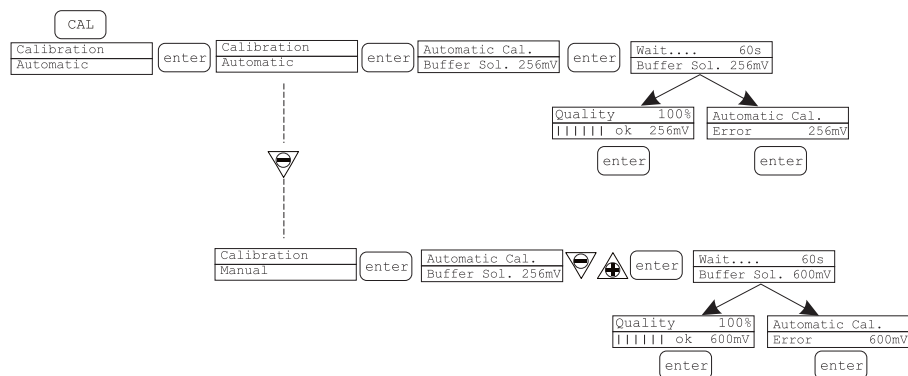 CAL
Calibration
Automatic
enter
Calibration
Automatic
enter
Automatic Cal.
Buffer Sol. 256mV
enter
Wait.... 60s
Buffer Sol. 256mV
Quality 100%
|||||| ok 256mV
enter
Automatic Cal.
Error 256mV
enter
Calibration
Manual
enter
Automatic Cal.
Buffer Sol. 256mV
enter
Wait.... 60s
Buffer Sol. 600mV
Quality 100%
|||||| ok 600mV
enter
Automatic Cal.
Error 600mV
enter